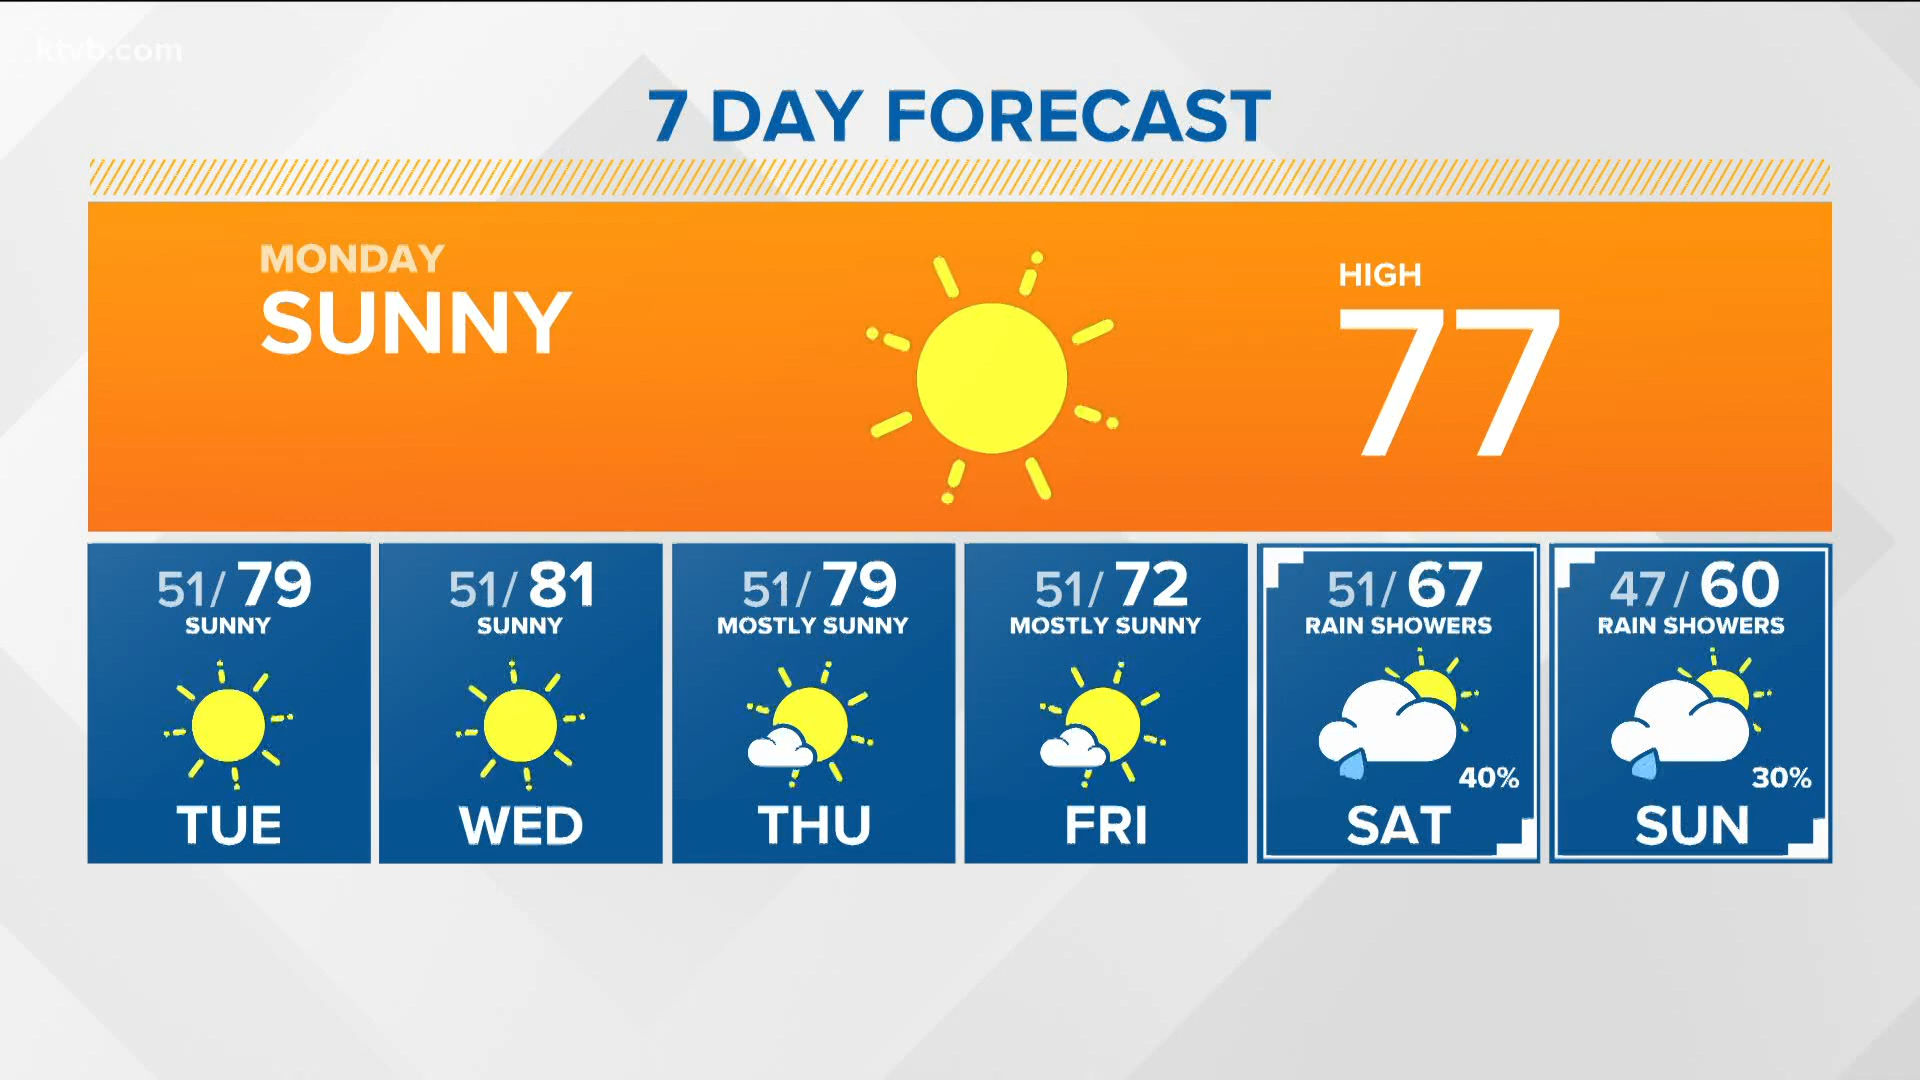 ktvb.com
7 DAY FORECAST
MONDAY
SUNNY
HIGH
77
51/79
SUNNY
TUE
51/81
SUNNY
WED
51/79
MOSTLY SUNNY
THU
51/72
MOSTLY SUNNY
FRI
51/67
RAIN SHOWERS
40%
SAT
47/60
RAIN SHOWERS
30%
SUN